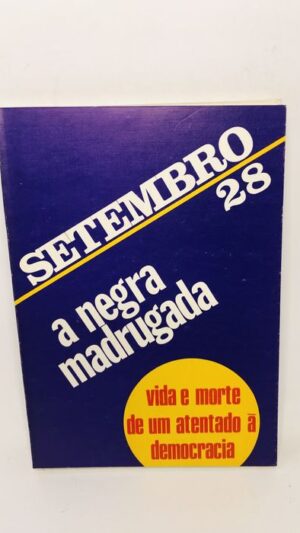 SETEMBRO
28
a negra
madrugada
vida e morte
de um atentado ā
democracia